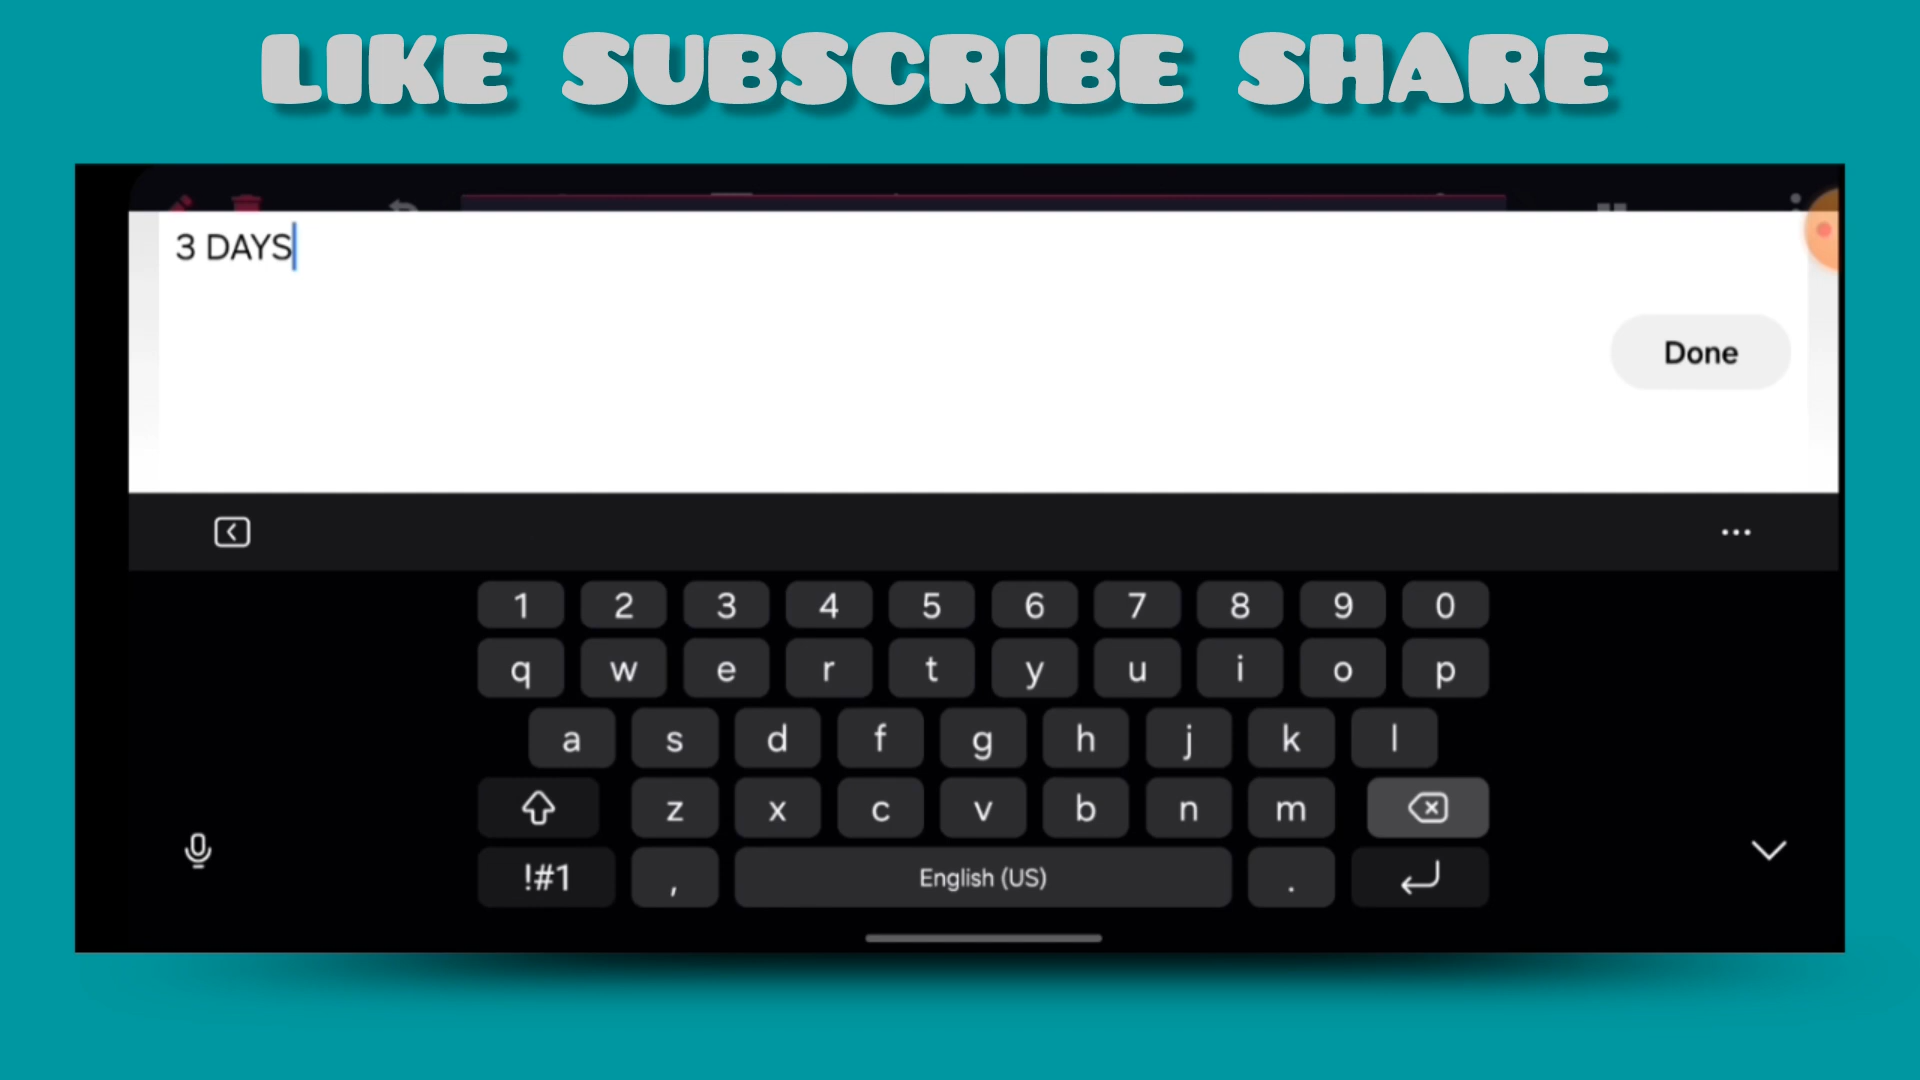 LIKE SUBSCRIBE SHARE
3 DAYS
Done
1 2 3 4 5 6 7 8 9 0
q w e r t y u i o p
a s d f g h j k l
z x c v b n m
!#1 , English (US) .